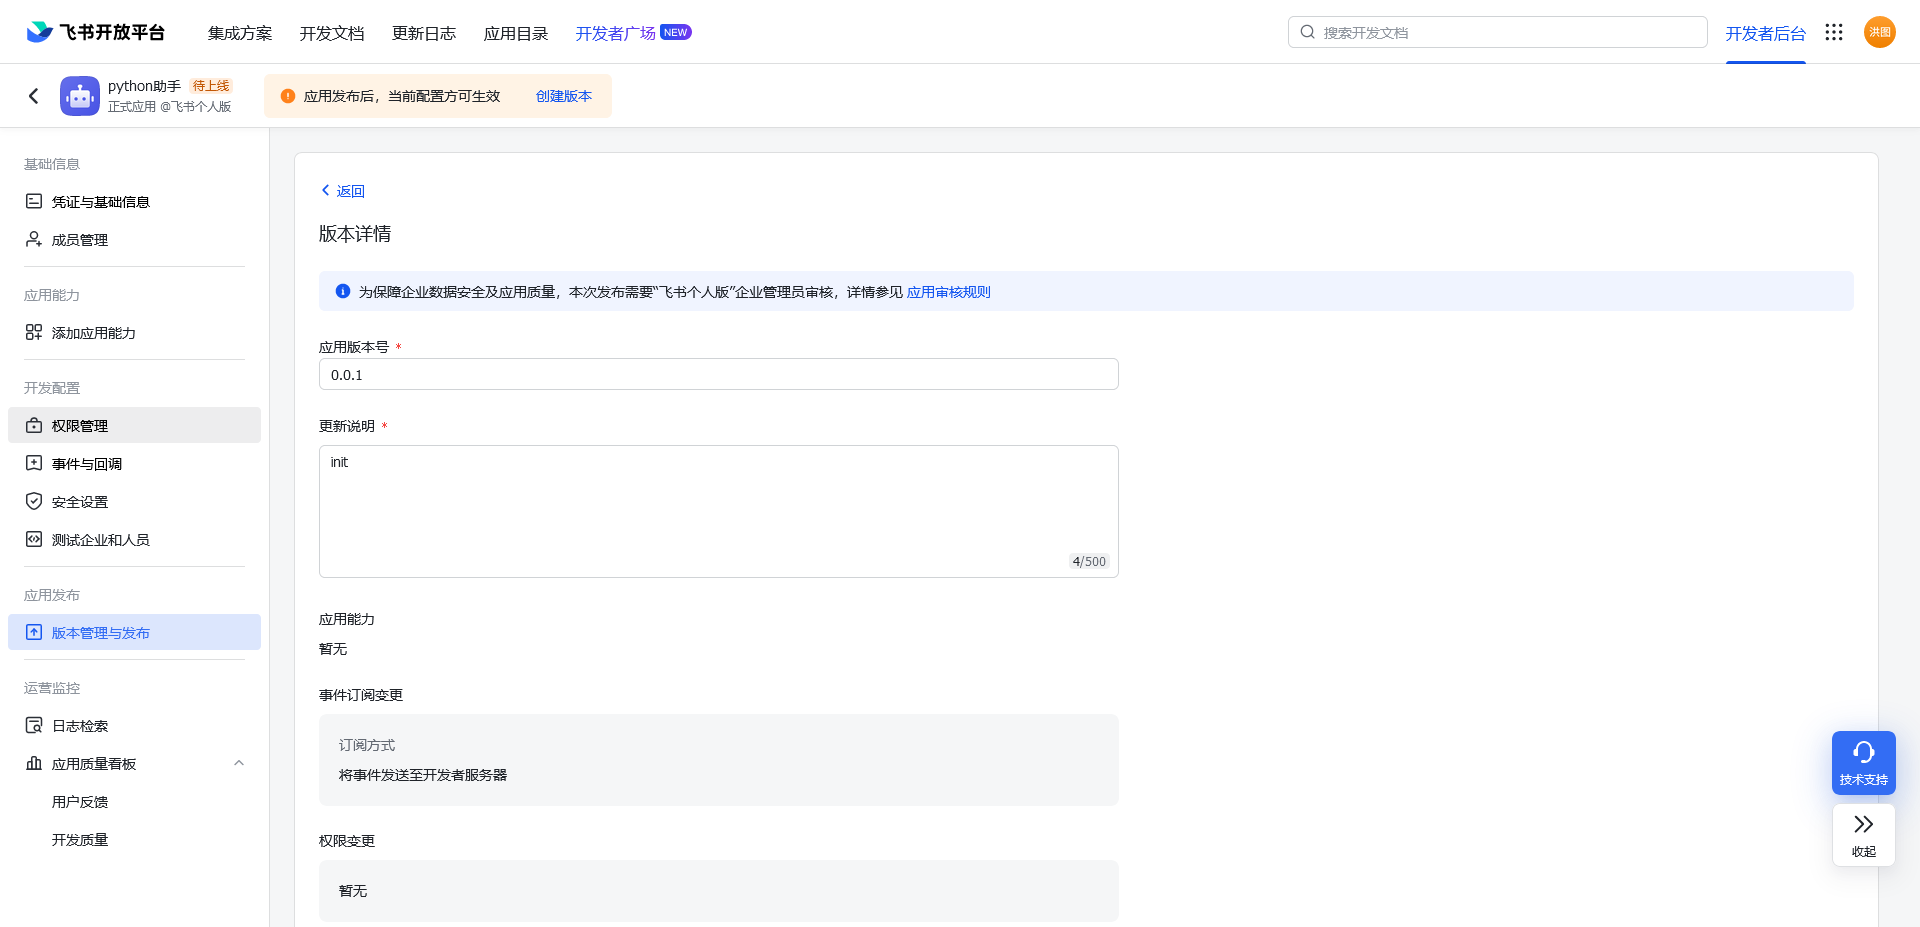 飞书开放平台
集成方案
开发文档
更新日志
应用目录
开发者广场 NEW
搜索开发文档
开发者后台
洪图
python助手 待上线
正式应用 @飞书个人版
应用发布后，当前配置方可生效 创建版本
基础信息
凭证与基础信息
成员管理
应用能力
添加应用能力
开发配置
权限管理
事件与回调
安全设置
测试企业和人员
应用发布
版本管理与发布
运营监控
日志检索
应用质量看板
用户反馈
开发质量
返回
版本详情
为保障企业数据安全及应用质量，本次发布需要“飞书个人版”企业管理员审核，详情参见 应用审核规则
应用版本号 *
0.0.1
更新说明 *
init
4/500
应用能力
暂无
事件订阅变更
订阅方式
将事件发送至开发者服务器
权限变更
暂无
技术支持
收起